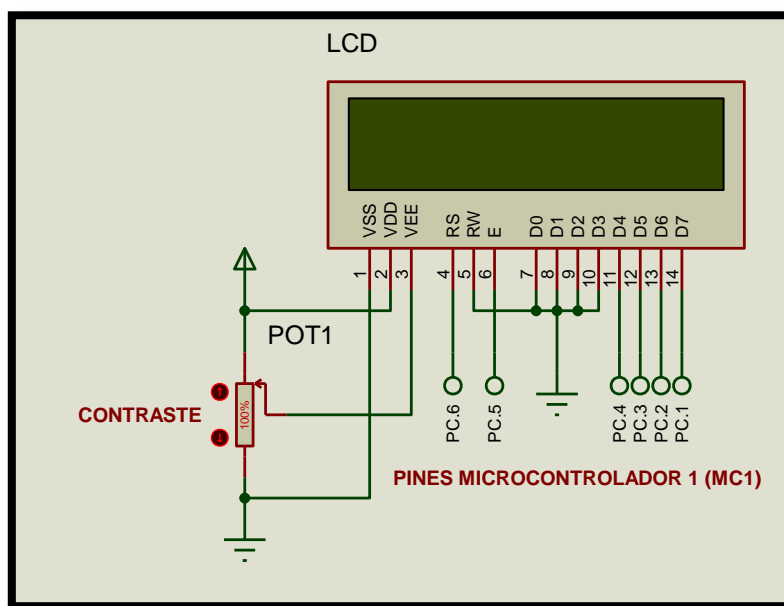 LCD
VSS VDD VEE RS RW E D0 D1 D2 D3 D4 D5 D6 D7
1 2 3 4 5 6 7 8 9 10 11 12 13 14
POT1
CONTRASTE
100%
PC.6 PC.5 PC.4 PC.3 PC.2 PC.1
PINES MICROCONTROLADOR 1 (MC1)